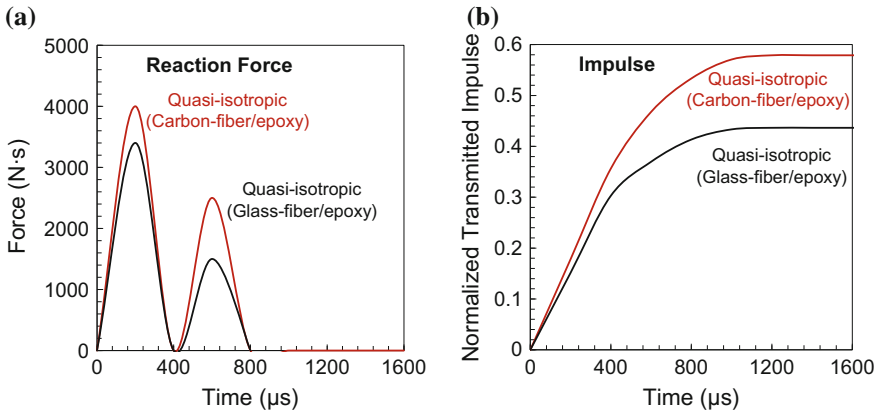 (a)
5000
4000
3000
2000
1000
0
Force (N·s)
Reaction Force
Quasi-isotropic
(Carbon-fiber/epoxy)
Quasi-isotropic
(Glass-fiber/epoxy)
0 400 800 1200 1600
Time (μs)
(b)
0.6
0.5
0.4
0.3
0.2
0.1
0
Normalized Transmitted Impulse
Impulse
Quasi-isotropic
(Carbon-fiber/epoxy)
Quasi-isotropic
(Glass-fiber/epoxy)
0 400 800 1200 1600
Time (μs)